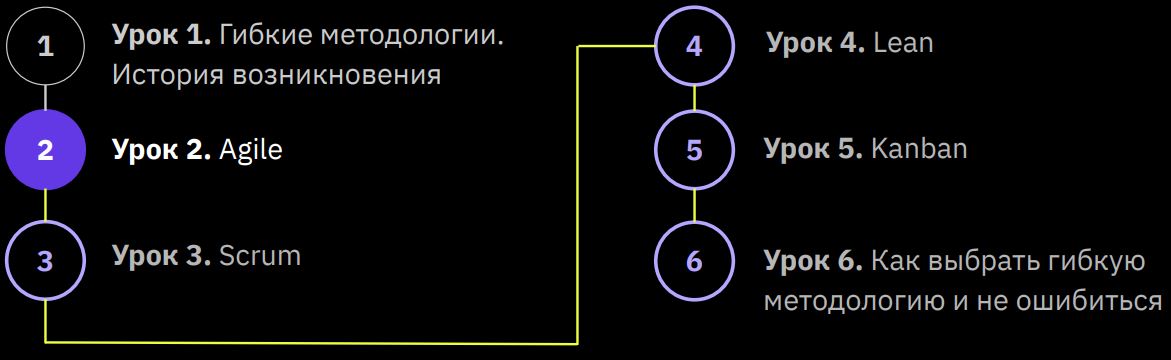 1
Урок 1. Гибкие методологии.
История возникновения
2
Урок 2. Agile
3
Урок 3. Scrum
4
Урок 4. Lean
5
Урок 5. Kanban
6
Урок 6. Как выбрать гибкую
методологию и не ошибиться